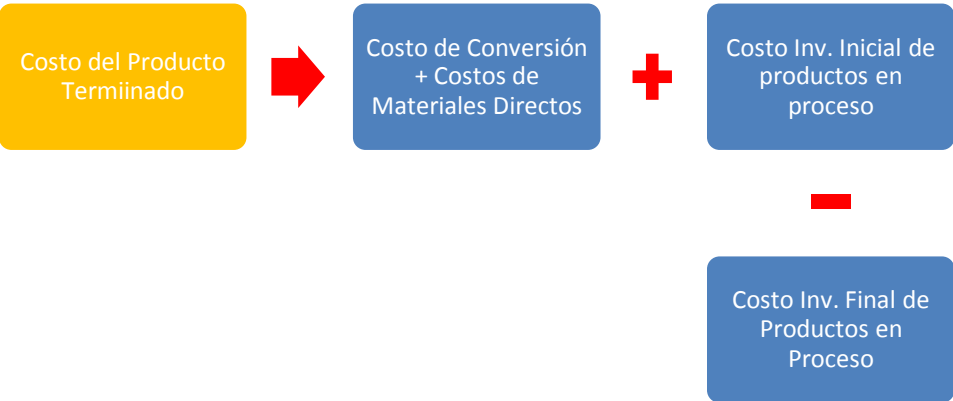 Costo del Producto
Termiinado
Costo de Conversión
+ Costos de
Materiales Directos
Costo Inv. Inicial de
productos en
proceso
Costo Inv. Final de
Productos en
Proceso